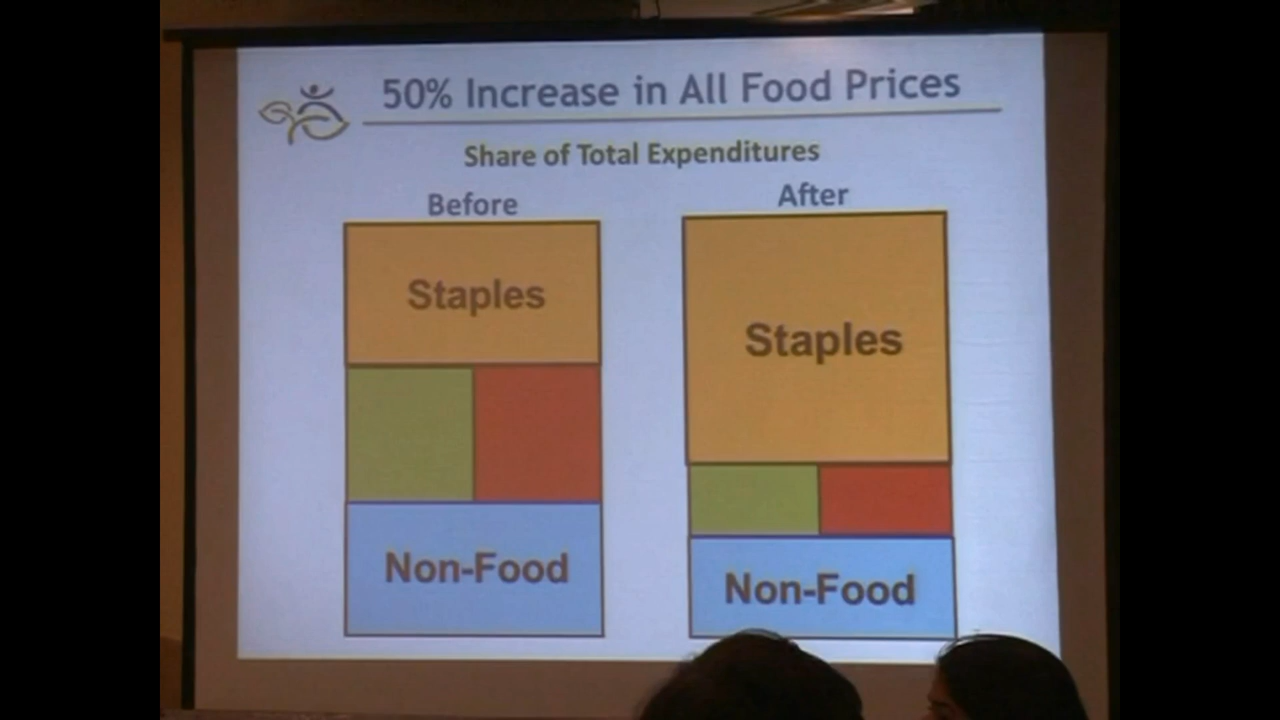 50% Increase in All Food Prices
Share of Total Expenditures
Before
After
Staples
Staples
Non-Food
Non-Food